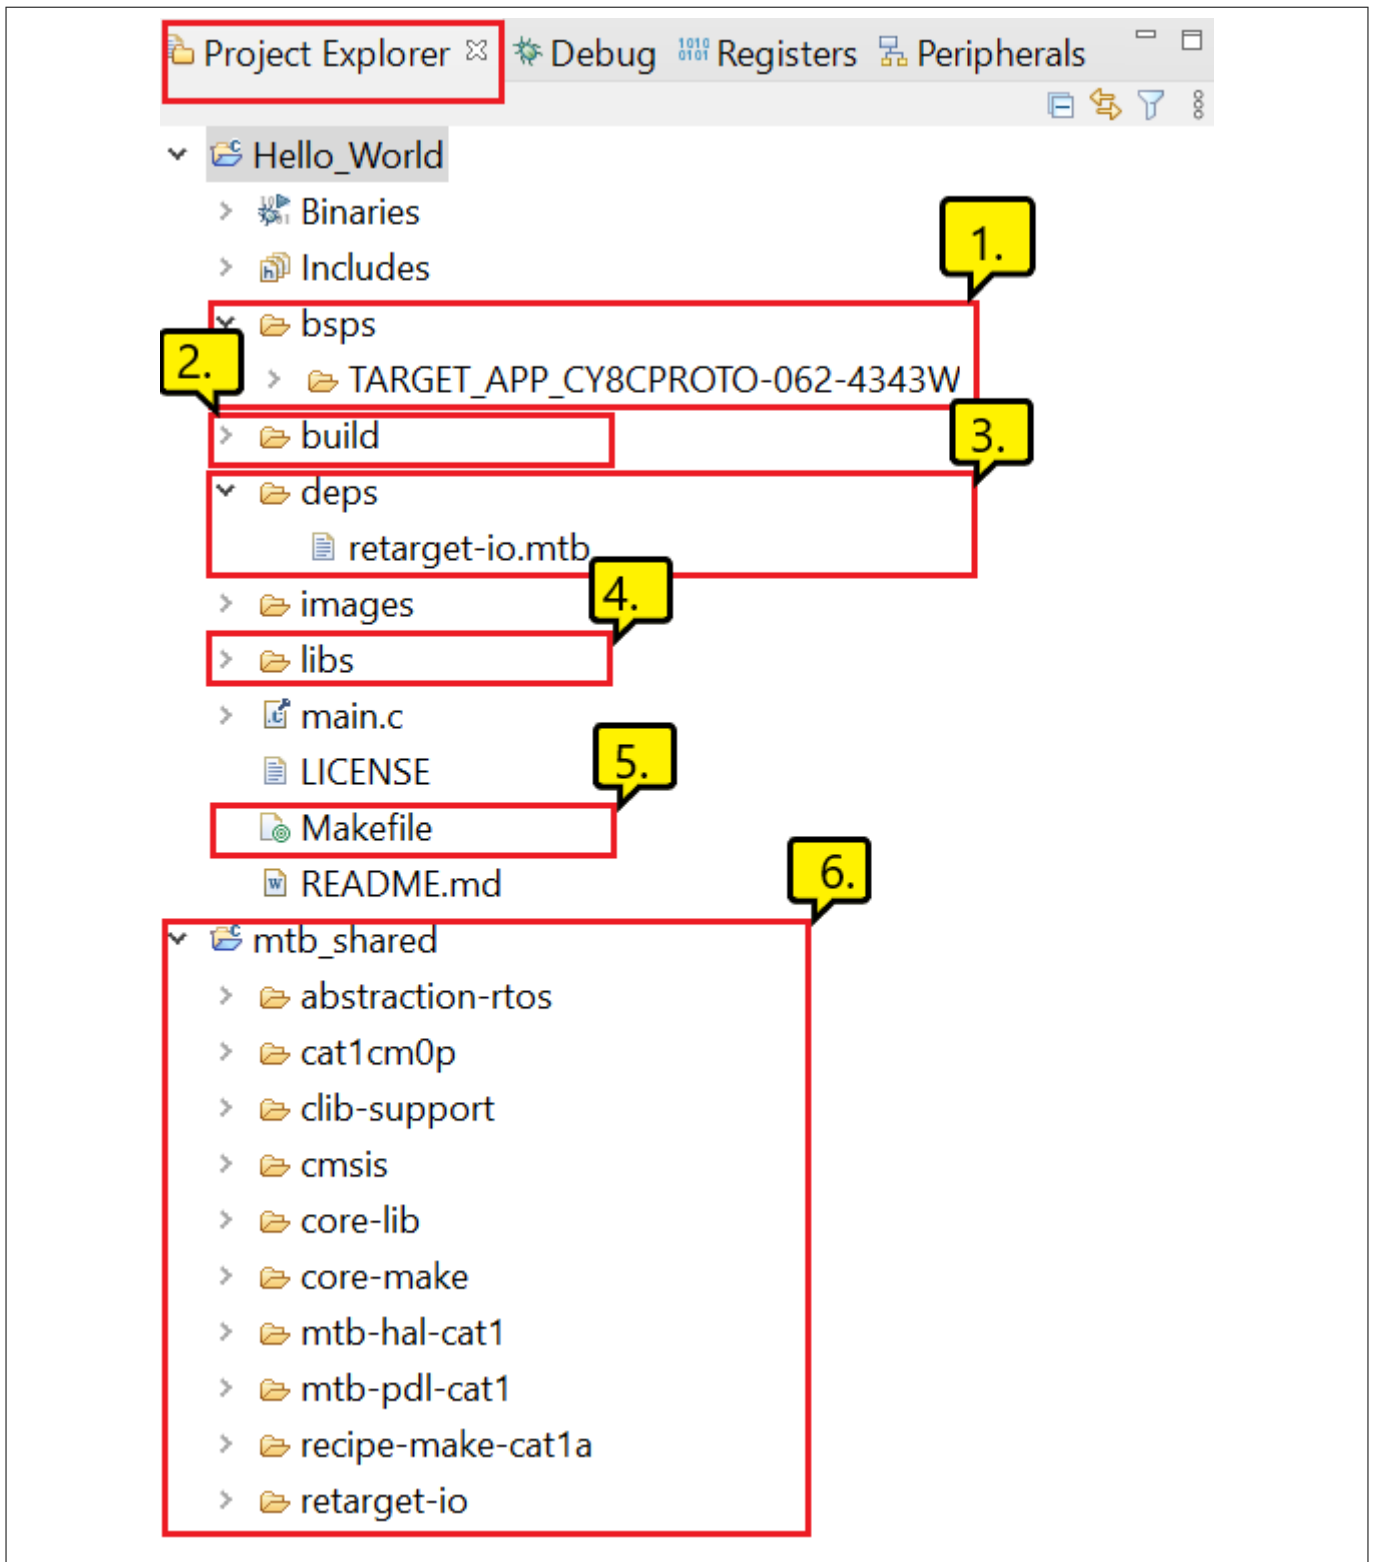 Project Explorer Debug Registers Peripherals
Hello_World
Binaries
Includes
1.
bsps
2.
TARGET_APP_CY8CPROTO-062-4343W
build
3.
deps
retarget-io.mtb
4.
images
libs
main.c
5.
LICENSE
Makefile
6.
README.md
mtb_shared
abstraction-rtos
cat1cm0p
clib-support
cmsis
core-lib
core-make
mtb-hal-cat1
mtb-pdl-cat1
recipe-make-cat1a
retarget-io